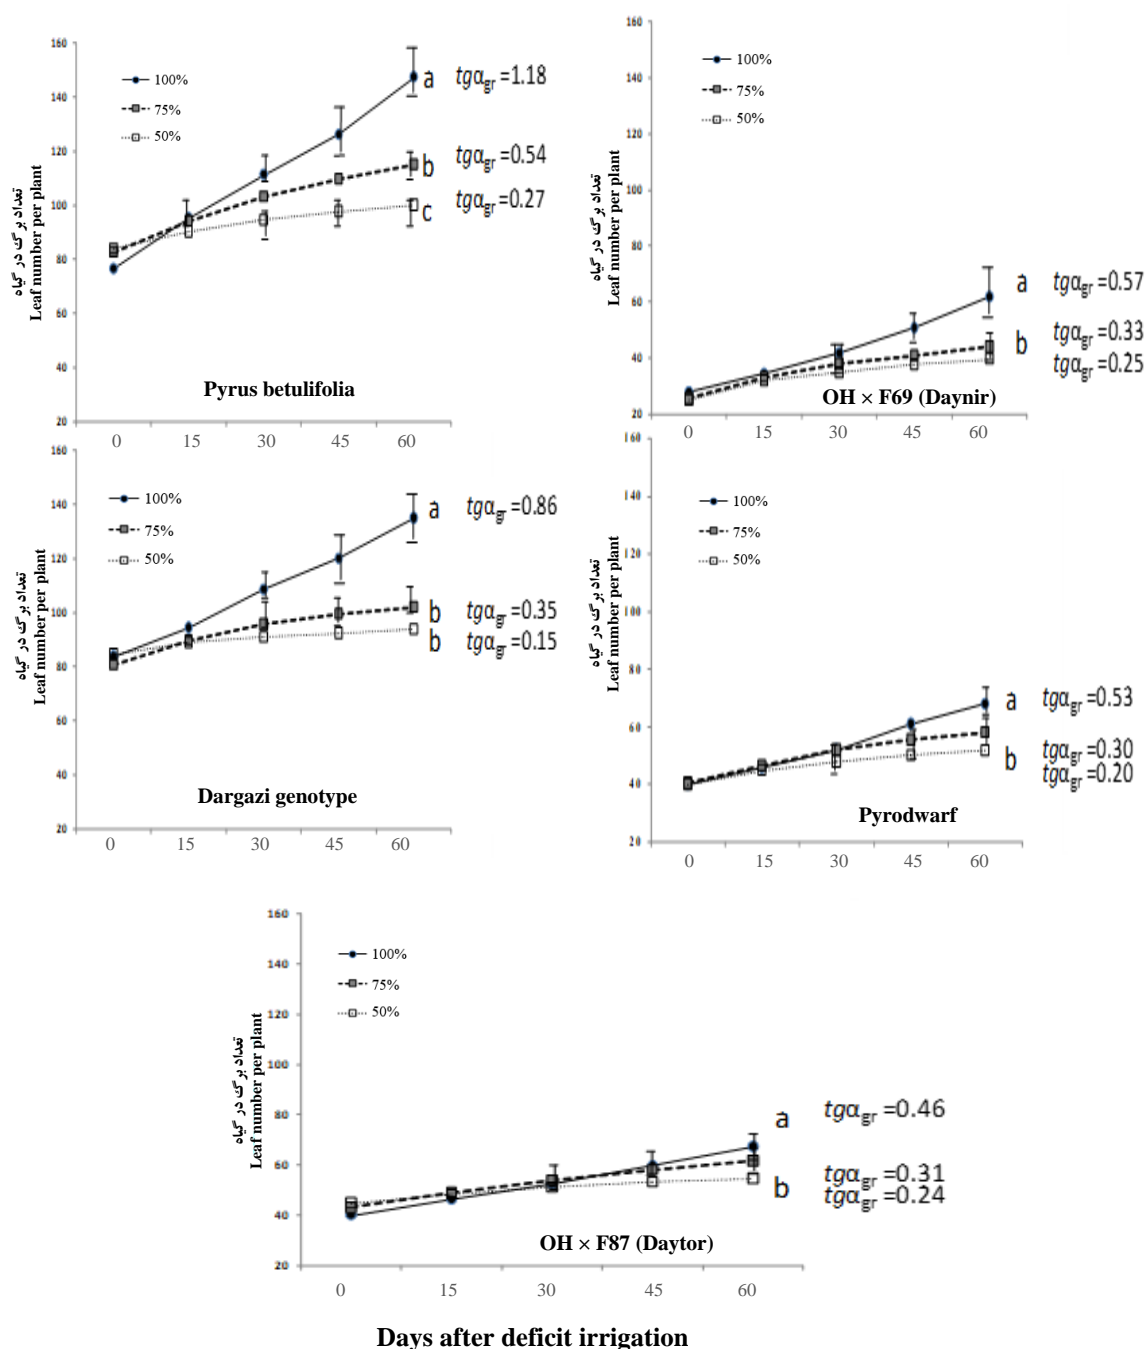 160
140
120
100
80
60
40
20
تعداد برگ در گیاه
Leaf number per plant
100%
75%
50%
a tgαgr =1.18
b tgαgr =0.54
c tgαgr =0.27
Pyrus betulifolia
0 15 30 45 60
160
140
120
100
80
60
40
20
تعداد برگ در گیاه
Leaf number per plant
100%
75%
50%
a tgαgr =0.57
b tgαgr =0.33
tgαgr =0.25
OH × F69 (Daynir)
0 15 30 45 60
160
140
120
100
80
60
40
20
تعداد برگ در گیاه
Leaf number per plant
100%
75%
50%
a tgαgr =0.86
b tgαgr =0.35
b tgαgr =0.15
Dargazi genotype
0 15 30 45 60
160
140
120
100
80
60
40
20
تعداد برگ در گیاه
Leaf number per plant
100%
75%
50%
a tgαgr =0.53
b tgαgr =0.30
tgαgr =0.20
Pyrodwarf
0 15 30 45 60
160
140
120
100
80
60
40
20
تعداد برگ در گیاه
Leaf number per plant
100%
75%
50%
a tgαgr =0.46
b tgαgr =0.31
tgαgr =0.24
OH × F87 (Daytor)
0 15 30 45 60
Days after deficit irrigation